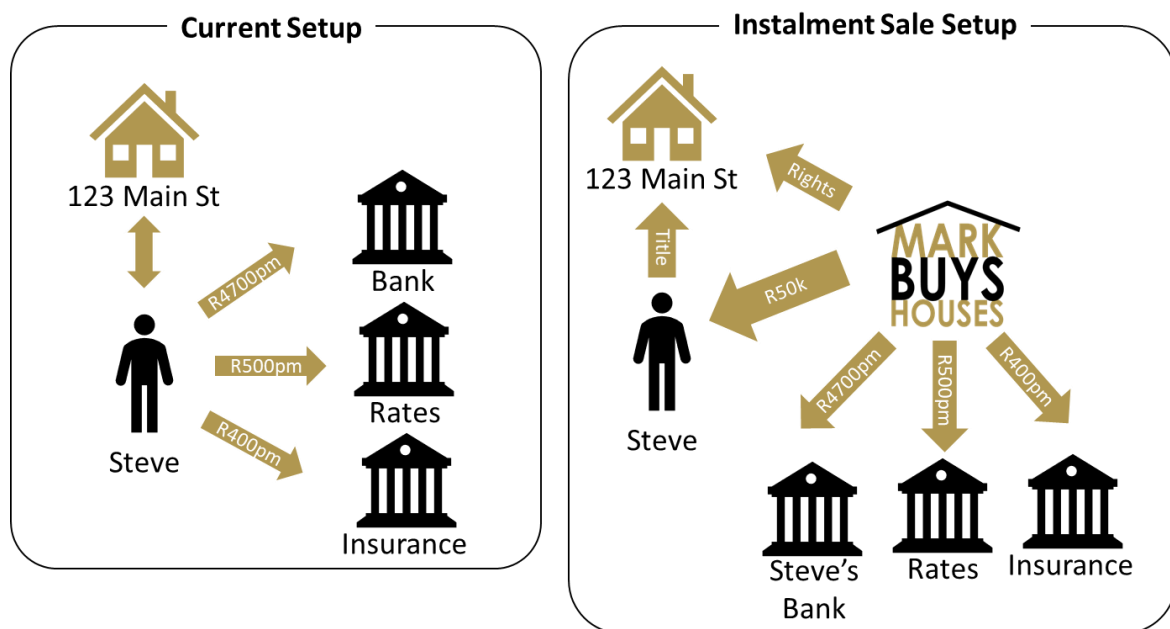 Current Setup
123 Main St
R4700pm
Bank
R500pm
Rates
R400pm
Steve
Insurance
Instalment Sale Setup
123 Main St
Rights
Title
R50k
MARK
BUYS
HOUSES
Steve
R4700pm
R500pm
R400pm
Steve's
Bank
Rates
Insurance